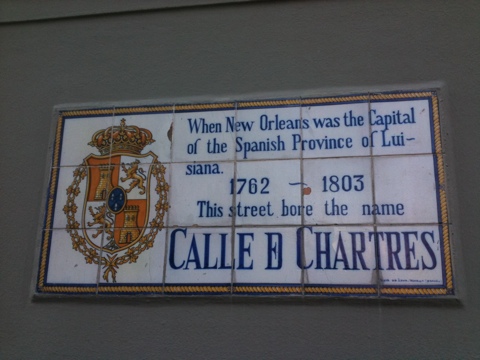 When New Orleans was the Capital
of the Spanish Province of Lui-
siana.
1762 ~ 1803
This street bore the name
CALLE D CHARTRES